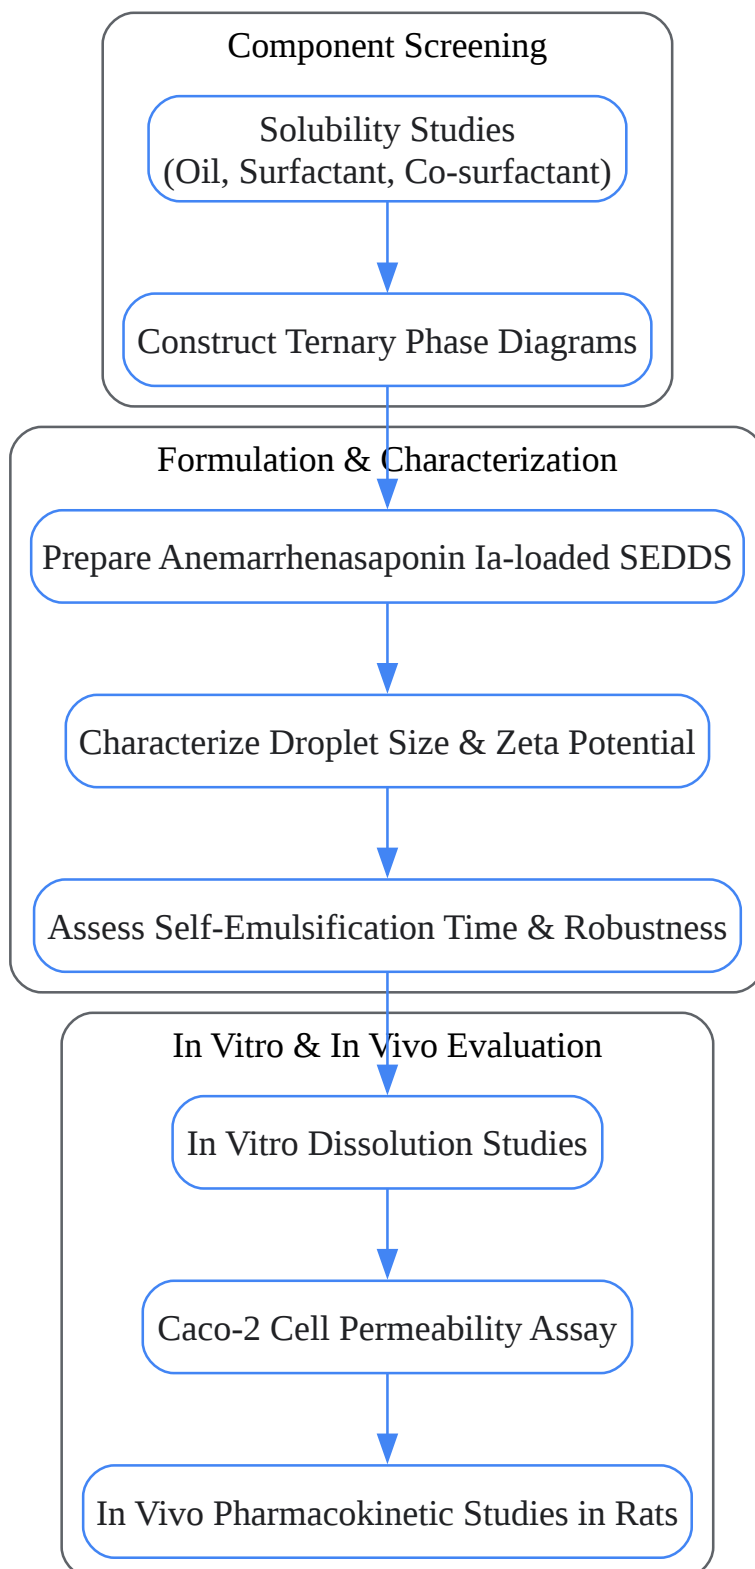 Component Screening
Solubility Studies
(Oil, Surfactant, Co-surfactant)
Construct Ternary Phase Diagrams
Formulation & Characterization
Prepare Anemarrhenasaponin Ia-loaded SEDDS
Characterize Droplet Size & Zeta Potential
Assess Self-Emulsification Time & Robustness
In Vitro & In Vivo Evaluation
In Vitro Dissolution Studies
Caco-2 Cell Permeability Assay
In Vivo Pharmacokinetic Studies in Rats